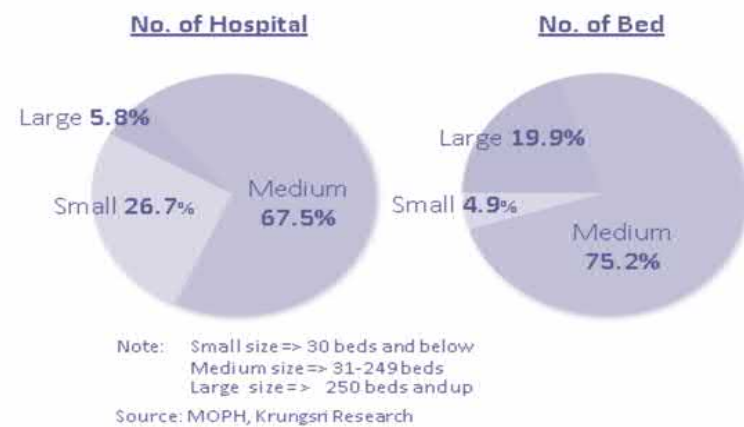 No. of Hospital
Large 5.8%
Small 26.7%
Medium
67.5%
No. of Bed
Large 19.9%
Small 4.9%
Medium
75.2%
Note: Small size=> 30 beds and below
Medium size=> 31-249 beds
Large size=> 250 beds andup
Source: MOPH, Krungsri Research